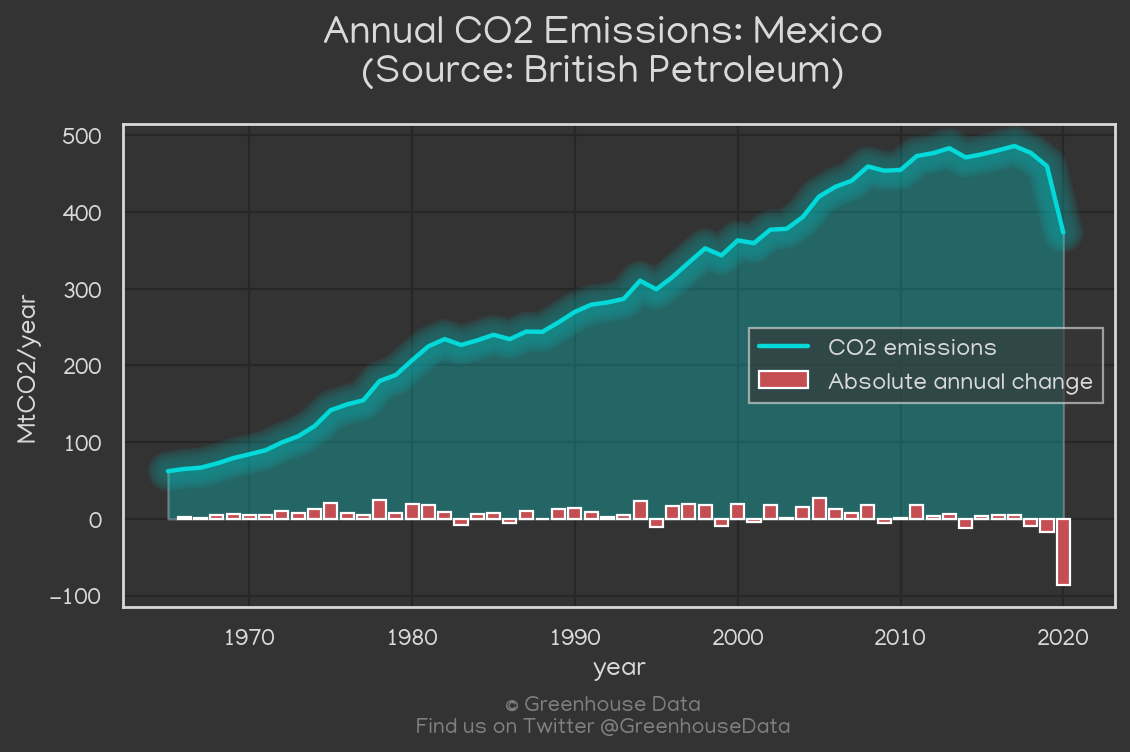 Annual CO2 Emissions: Mexico
(Source: British Petroleum)
500
400
300
200
100
0
−100
MtCO2/year
CO2 emissions
Absolute annual change
1970 1980 1990 2000 2010 2020
year
© Greenhouse Data
Find us on Twitter @GreenhouseData